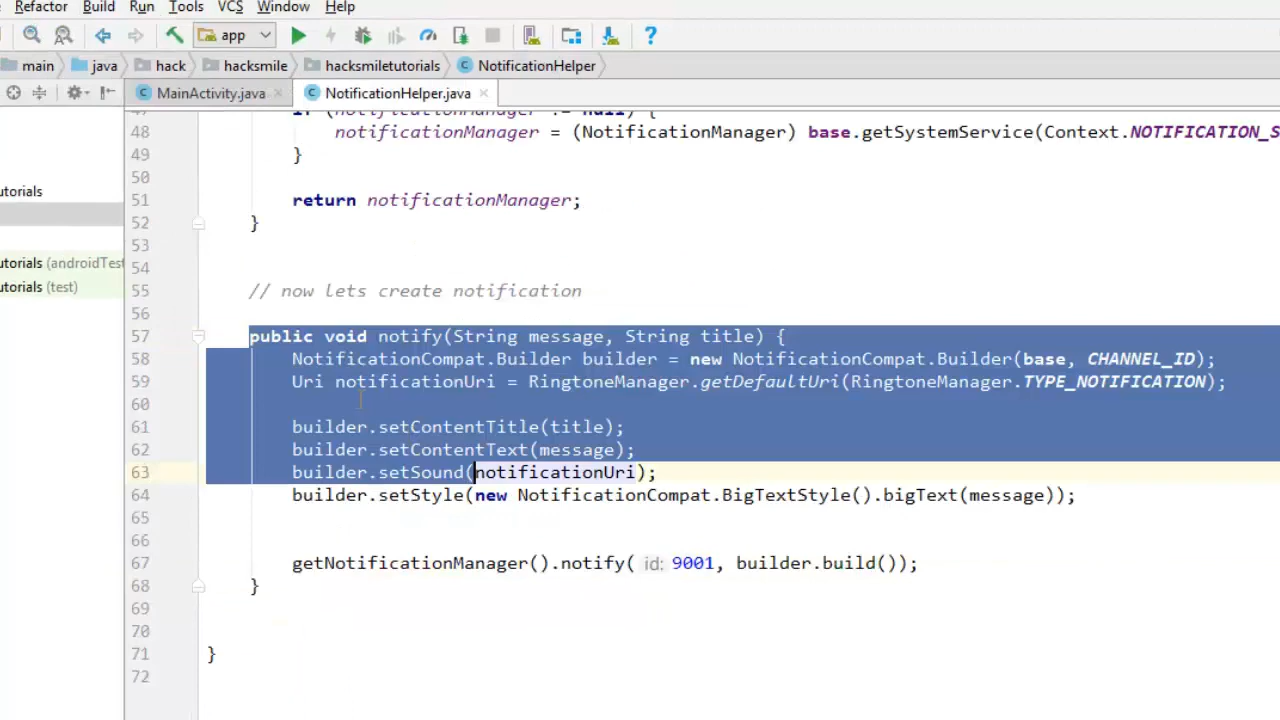 Refactor Build Run Tools VCS Window Help
app
main java hack hacksmile hacksmiletutorials NotificationHelper
MainActivity.java NotificationHelper.java
47 if (notificationManager != null) {
48 notificationManager = (NotificationManager) base.getSystemService(Context.NOTIFICATION_S
49 }
50
51 return notificationManager;
52 }
53
54
55 // now lets create notification
56
57 public void notify(String message, String title) {
58 NotificationCompat.Builder builder = new NotificationCompat.Builder(base, CHANNEL_ID);
59 Uri notificationUri = RingtoneManager.getDefaultUri(RingtoneManager.TYPE_NOTIFICATION);
60
61 builder.setContentTitle(title);
62 builder.setContentText(message);
63 builder.setSound(notificationUri);
64 builder.setStyle(new NotificationCompat.BigTextStyle().bigText(message));
65
66
67 getNotificationManager().notify( id: 9001, builder.build());
68 }
69
70
71 }
72
utorials
utorials (androidTest
utorials (test)